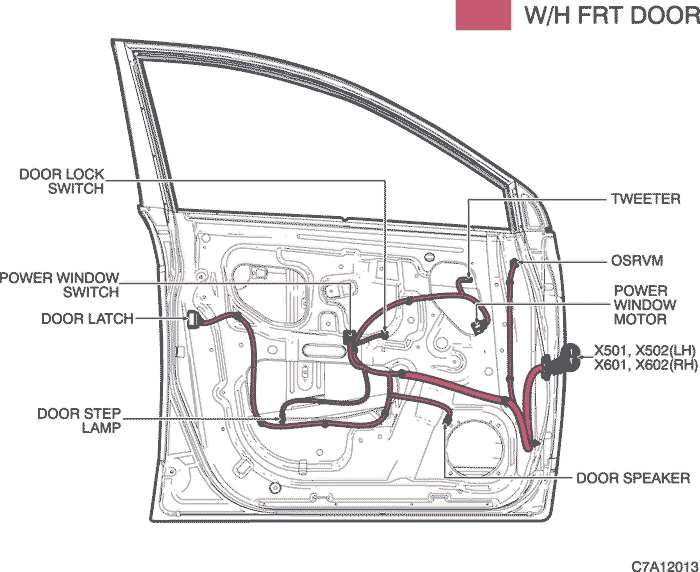 W/H FRT DOOR
DOOR LOCK
SWITCH
TWEETER
OSRVM
POWER WINDOW
SWITCH
POWER
WINDOW
MOTOR
DOOR LATCH
X501, X502(LH)
X601, X602(RH)
DOOR STEP
LAMP
DOOR SPEAKER
C7A12013